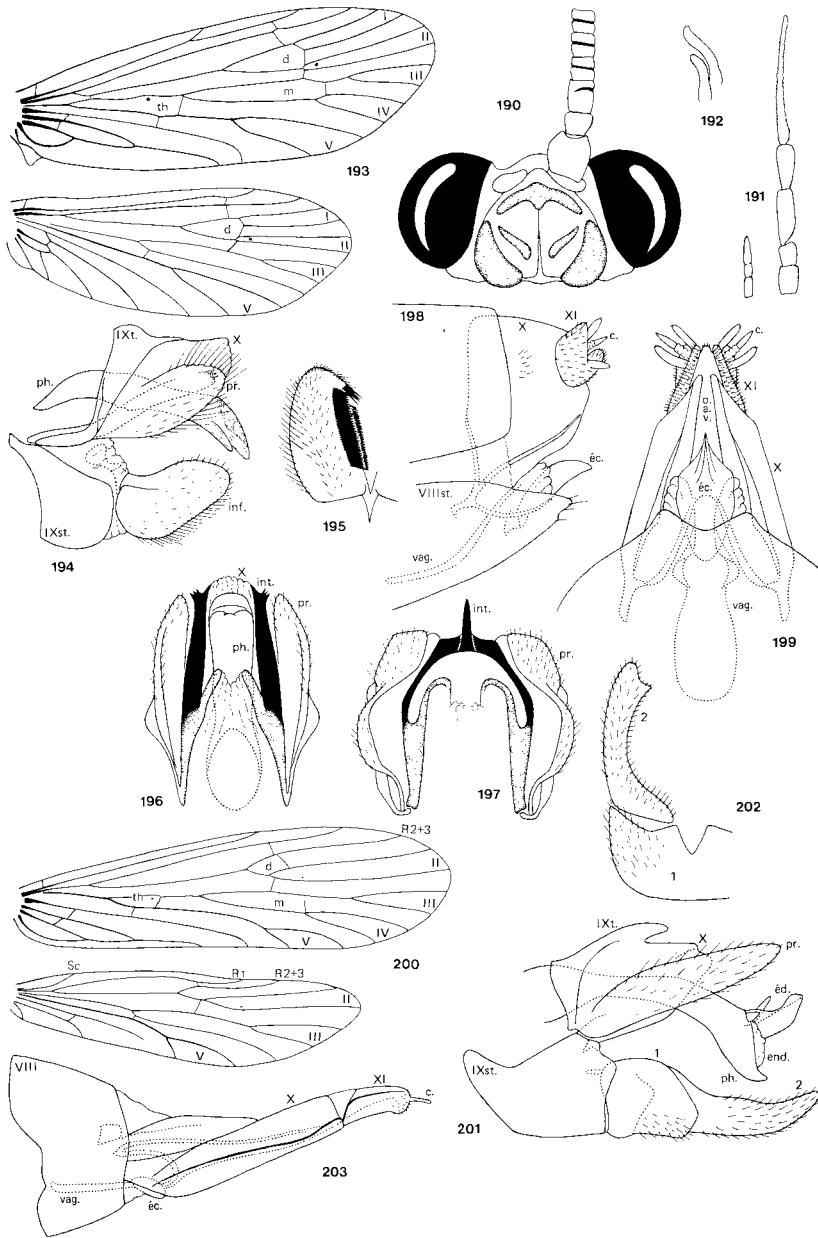 I
II
III
IV
V
d
m
th
193
190
192
191
I
II
III
V
d
IXt.
X
ph.
pr.
IXst.
inf.
194
195
198
X
XI
c.
éc.
VIIIst.
vag.
c.
XI
a.
v.
X
éc.
vag.
199
X
int.
pr.
ph.
196
int.
pr.
197
2
1
202
R2+3
d
II
th
m
III
IV
V
200
Sc
R1
R2+3
II
III
V
IXt.
X
pr.
éd.
end.
ph.
IXst.
1
2
201
VIII
X
XI
c.
vag.
éc.
203